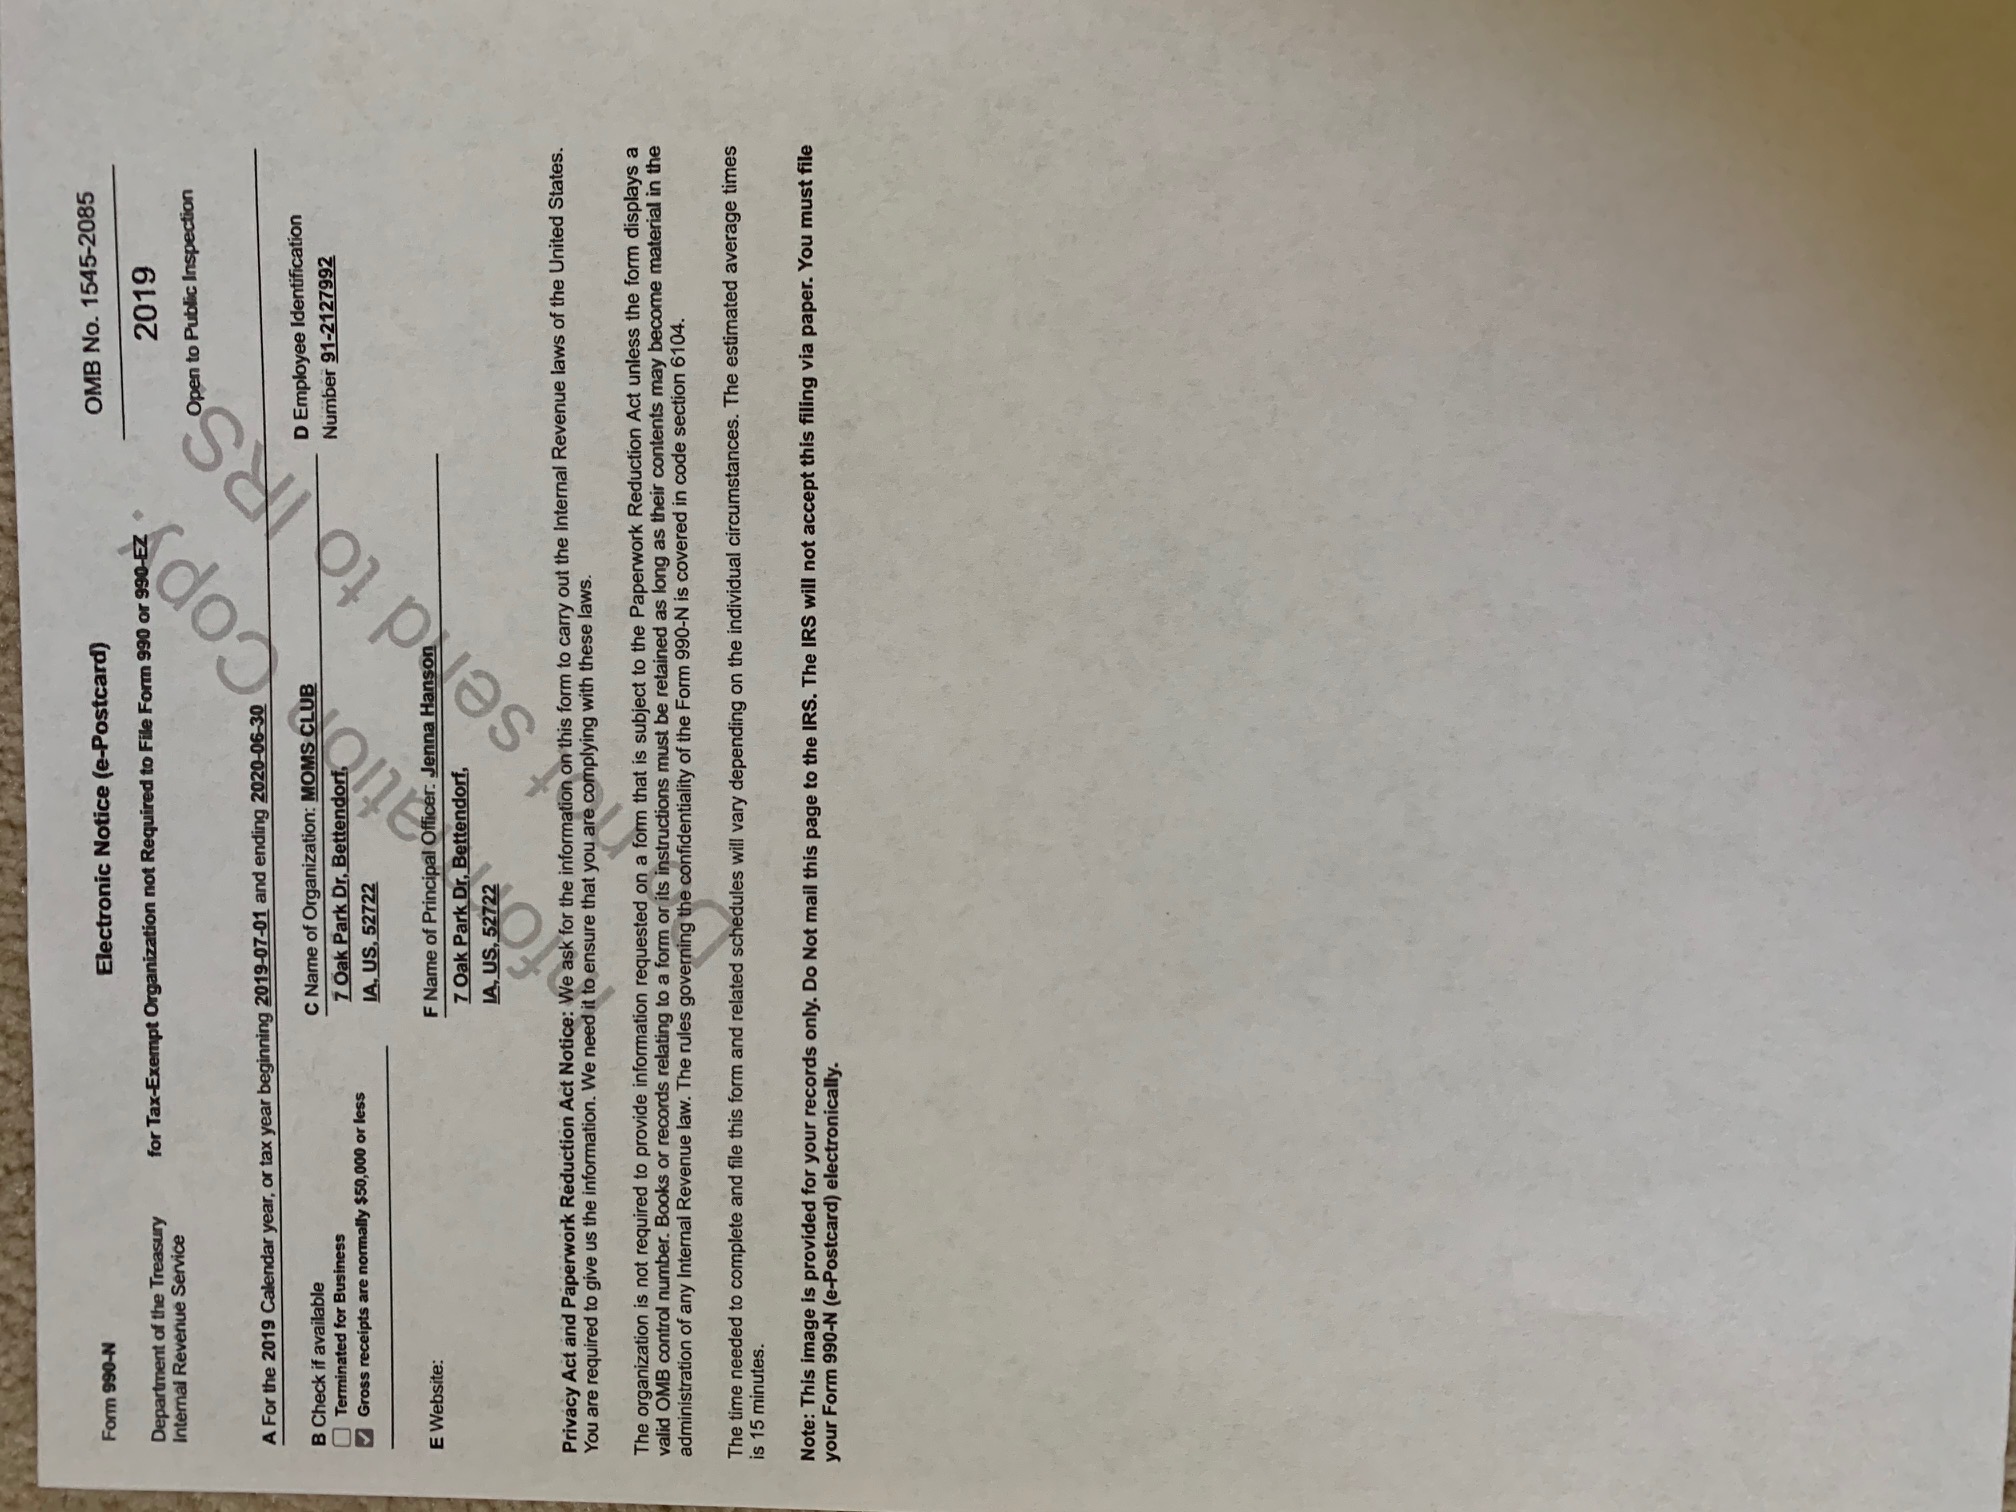 Form 990-N
Electronic Notice (e-Postcard)
OMB No. 1545-2085
Department of the Treasury
Internal Revenue Service
for Tax-Exempt Organization not Required to File Form 990 or 990-EZ
2019
Open to Public Inspection
A For the 2019 Calendar year, or tax year beginning 2019-07-01 and ending 2020-06-30
B Check if available
Terminated for Business
Gross receipts are normally $50,000 or less
C Name of Organization: MOMS CLUB
7 Oak Park Dr, Bettendorf,
IA, US, 52722
D Employee Identification
Number 91-2127992
E Website:
F Name of Principal Officer: Jenna Hanson
7 Oak Park Dr, Bettendorf,
IA, US, 52722
Privacy Act and Paperwork Reduction Act Notice: We ask for the information on this form to carry out the Internal Revenue laws of the United States.
You are required to give us the information. We need it to ensure that you are complying with these laws.
The organization is not required to provide information requested on a form that is subject to the Paperwork Reduction Act unless the form displays a
valid OMB control number. Books or records relating to a form or its instructions must be retained as long as their contents may become material in the
administration of any Internal Revenue law. The rules governing the confidentiality of the Form 990-N is covered in code section 6104.
The time needed to complete and file this form and related schedules will vary depending on the individual circumstances. The estimated average times
is 15 minutes.
Note: This image is provided for your records only. Do Not mail this page to the IRS. The IRS will not accept this filing via paper. You must file
your Form 990-N (e-Postcard) electronically.
Information Copy.
Do not send to IRS.